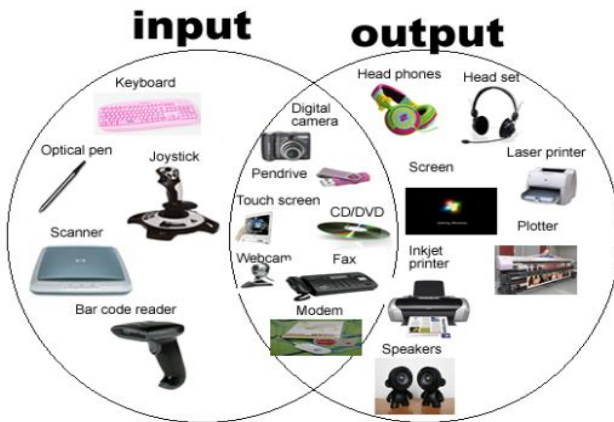 input
output
Keyboard
Optical pen
Joystick
Scanner
Bar code reader
Digital
camera
Pendrive
Touch screen
CD/DVD
Webcam
Fax
Modem
Head phones
Head set
Laser printer
Screen
Plotter
Inkjet
printer
Speakers